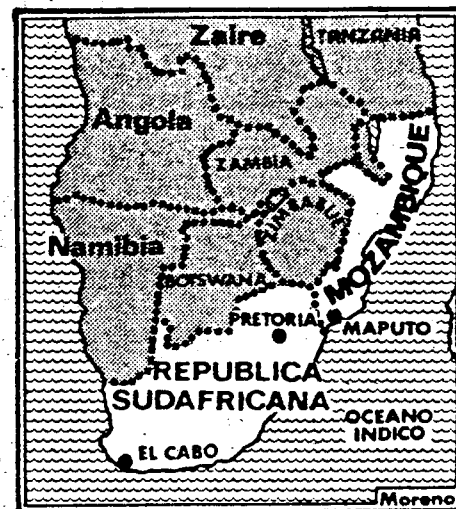 Zaire
TANZANIA
Angola
ZAMBIA
MOZAMBIQUE
ZIMBABUE
Namibia
BOTSWANA
PRETORIA
MAPUTO
REPUBLICA
SUDAFRICANA
OCEANO
INDICO
EL CABO
Moreno